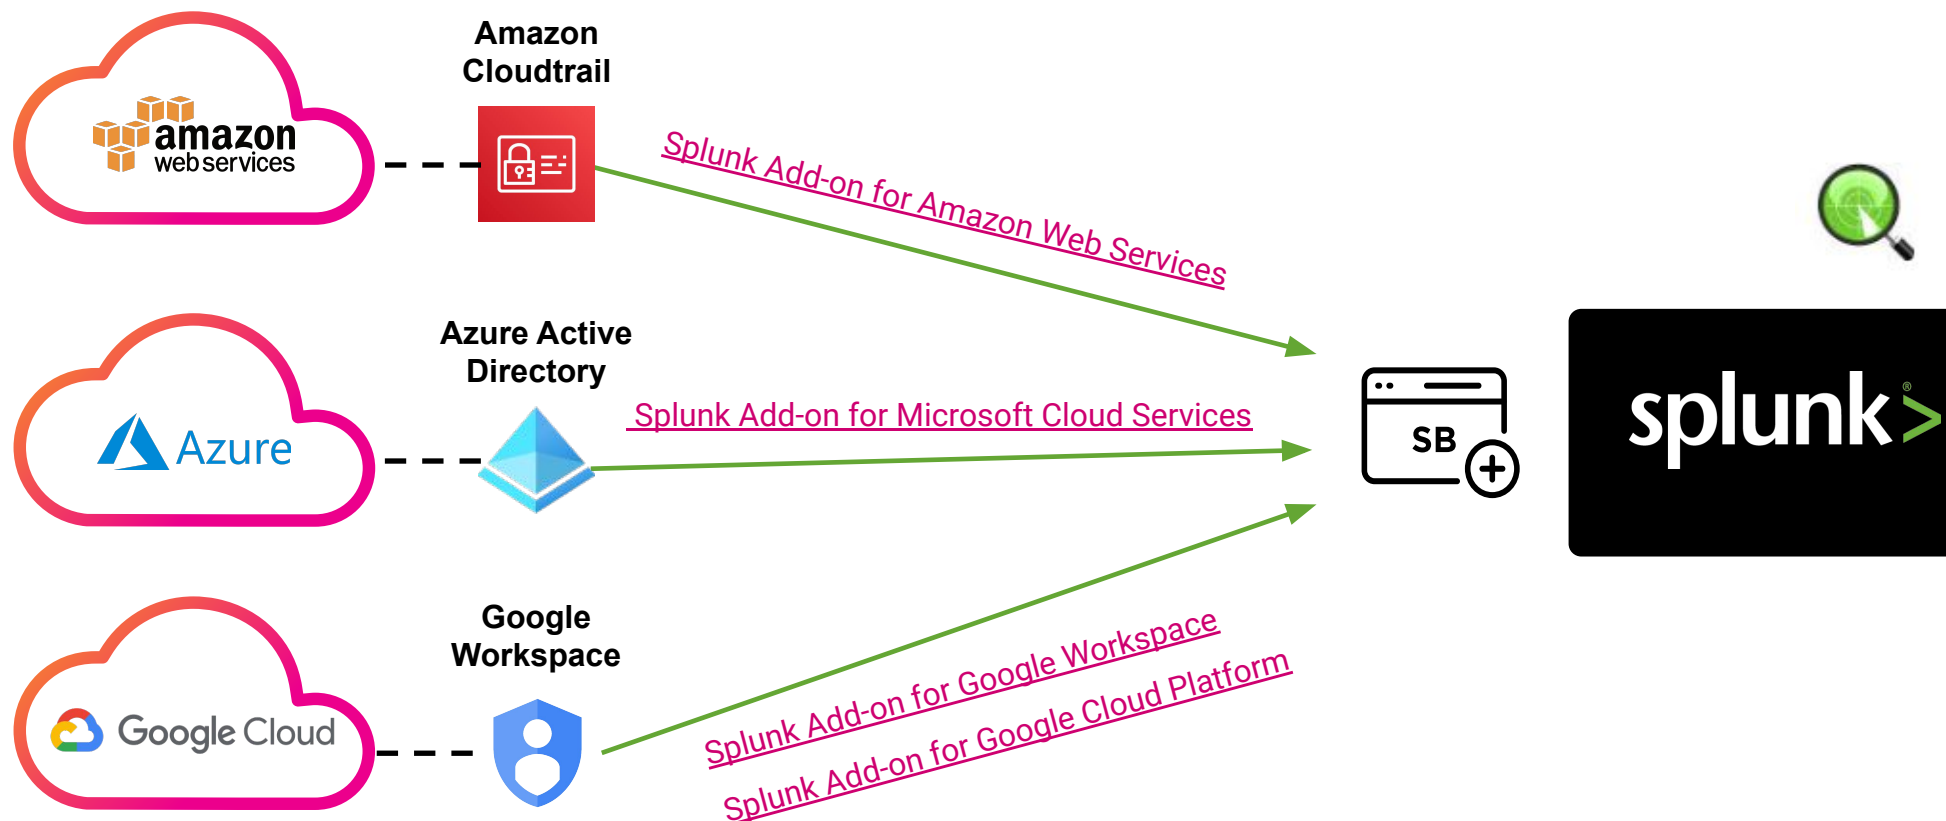 Amazon
Cloudtrail
amazon
webservices
Splunk Add-on for Amazon Web Services
Azure Active
Directory
Azure
Splunk Add-on for Microsoft Cloud Services
SB
splunk>®
Google
Workspace
Google Cloud
Splunk Add-on for Google Workspace
Splunk Add-on for Google Cloud Platform